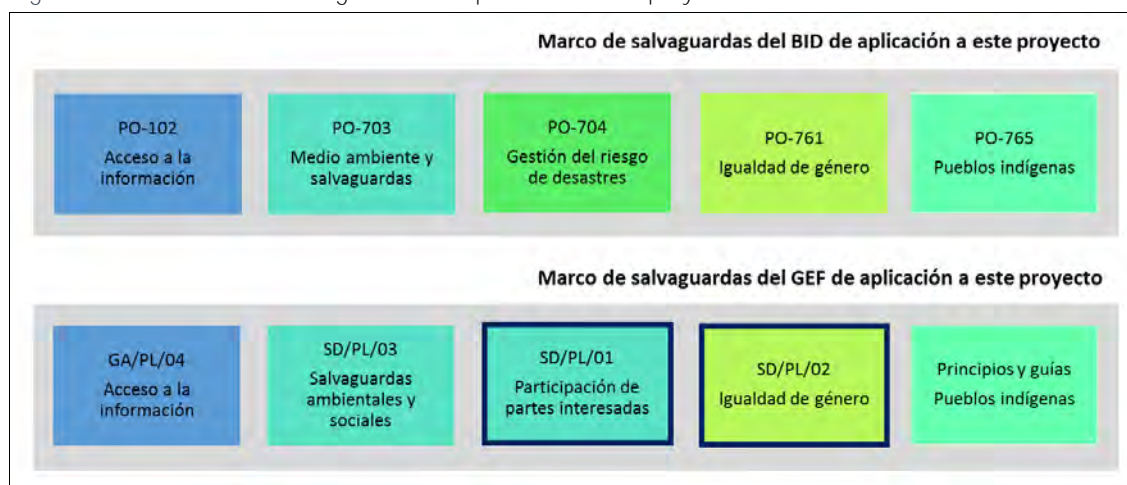 Marco de salvaguardas del BID de aplicación a este proyecto
PO-102
Acceso a la
información
PO-703
Medio ambiente y
salvaguardas
PO-704
Gestión del riesgo
de desastres
PO-761
Igualdad de género
PO-765
Pueblos indígenas
Marco de salvaguardas del GEF de aplicación a este proyecto
GA/PL/04
Acceso a la
información
SD/PL/03
Salvaguardas
ambientales y
sociales
SD/PL/01
Participación de
partes interesadas
SD/PL/02
Igualdad de género
Principios y guías
Pueblos indígenas